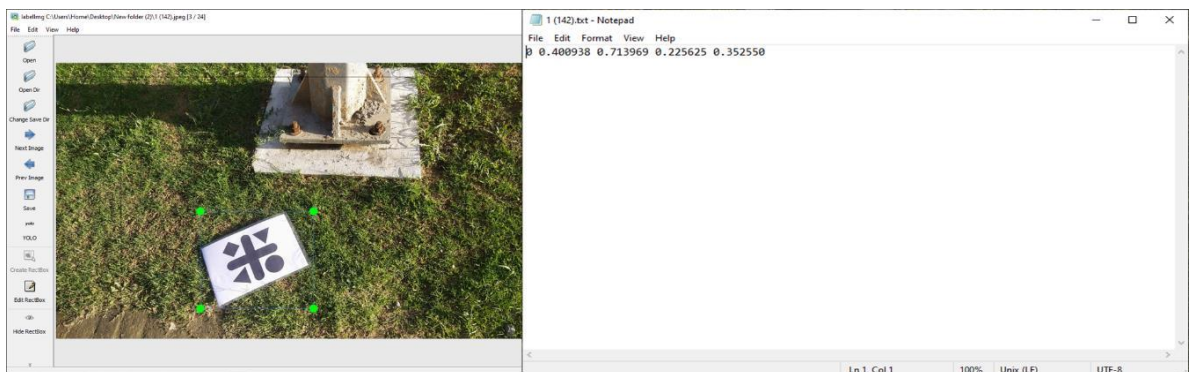 labelImg C:\Users\Home\Desktop\New folder (2)\1 (142).jpeg [3 / 24]
File Edit View Help
Open
Open Dir
Change Save Dir
Next Image
Prev Image
Save
yolo
YOLO
Create RectBox
Edit RectBox
Hide RectBox
1 (142).txt - Notepad
File Edit Format View Help
0 0.400938 0.713969 0.225625 0.352550
Ln 1, Col 1 100% Unix (LF) UTF-8